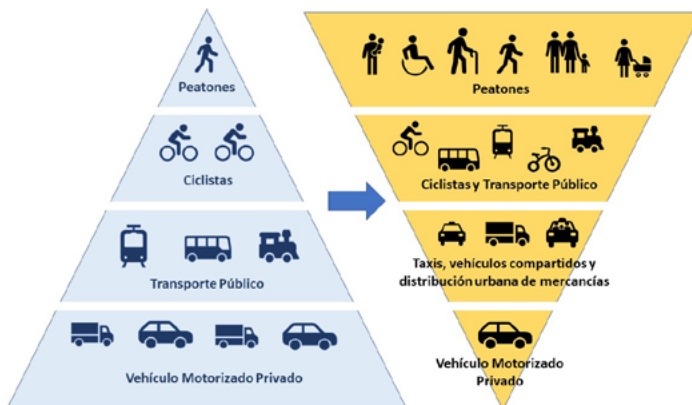 Peatones
Ciclistas
Transporte Público
Vehículo Motorizado Privado
Peatones
Ciclistas y Transporte Público
Taxis, vehículos compartidos y
distribución urbana de mercancías
Vehículo Motorizado
Privado